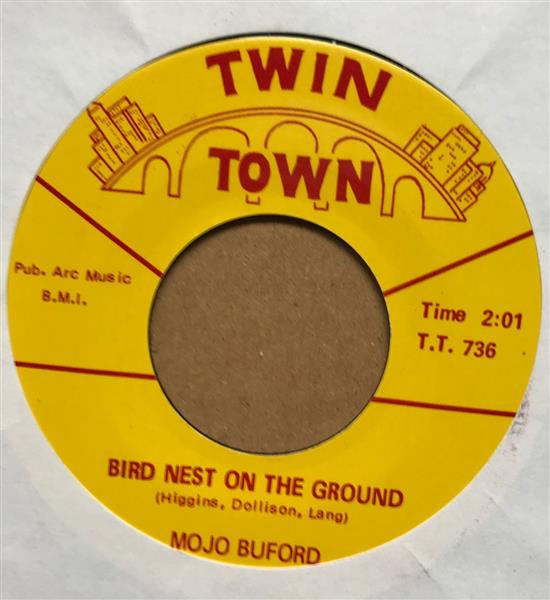 TWIN
TOWN
Pub. Arc Music
B.M.I.
Time 2:01
T.T. 736
BIRD NEST ON THE GROUND
(Higgins, Dollison, Lang)
MOJO BUFORD